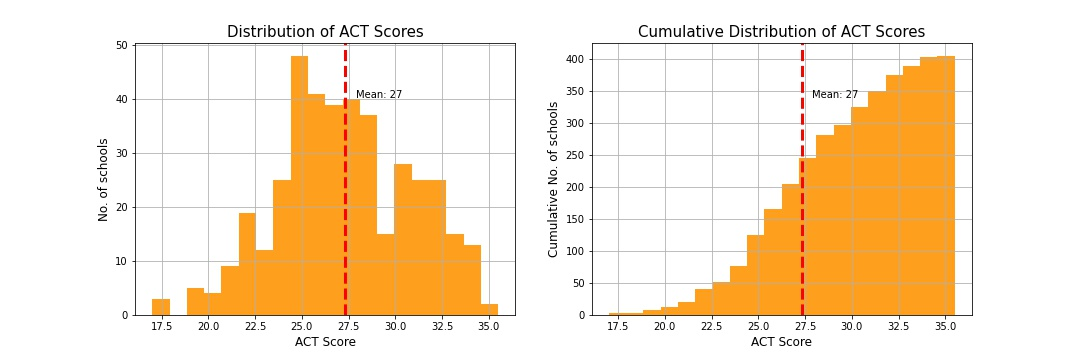 Distribution of ACT Scores
50
40
30
20
10
0
No. of schools
Mean: 27
17.5 20.0 22.5 25.0 27.5 30.0 32.5 35.0
ACT Score
Cumulative Distribution of ACT Scores
400
350
300
250
200
150
100
50
0
Cumulative No. of schools
Mean: 27
17.5 20.0 22.5 25.0 27.5 30.0 32.5 35.0
ACT Score